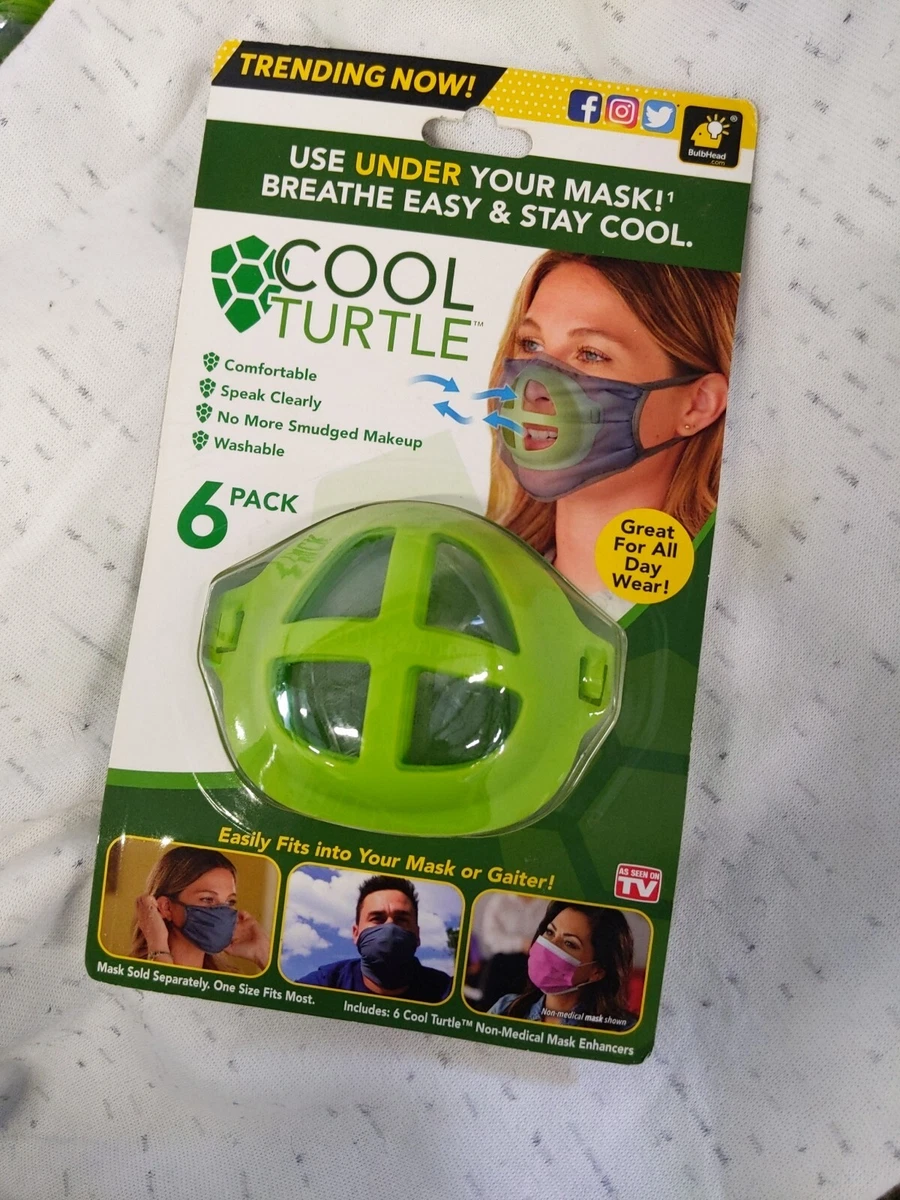 TRENDING NOW!
BulbHead
.com
®
USE UNDER YOUR MASK!¹
BREATHE EASY & STAY COOL.
COOL
TURTLE™
Comfortable
Speak Clearly
No More Smudged Makeup
Washable
6 PACK
Great
For All
Day
Wear!
Easily Fits into Your Mask or Gaiter!
AS SEEN ON
TV
Non-medical mask shown
Mask Sold Separately. One Size Fits Most.
Includes: 6 Cool Turtle™ Non-Medical Mask Enhancers